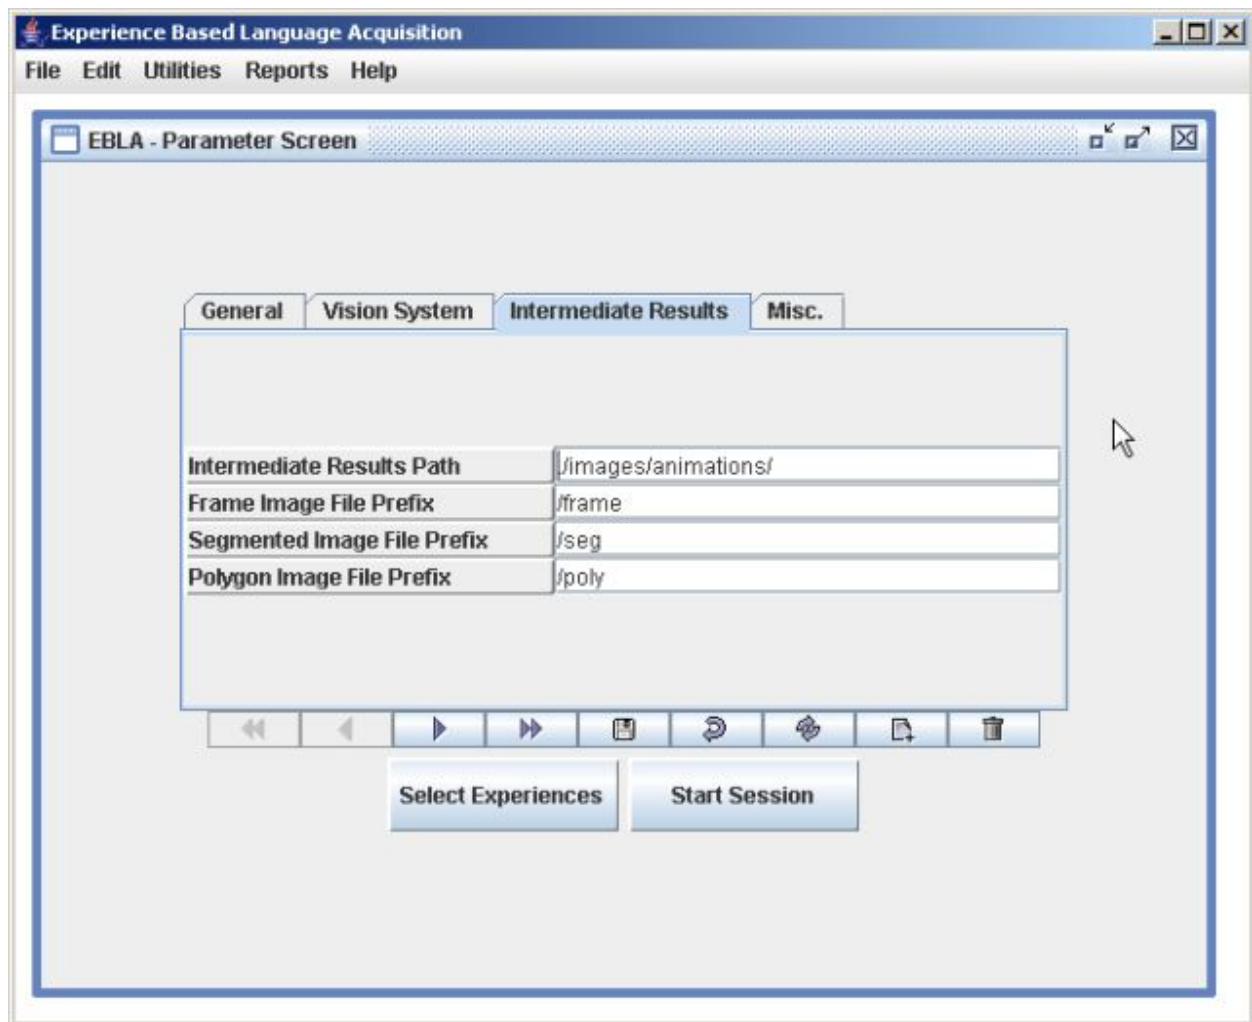 Experience Based Language Acquisition
File Edit Utilities Reports Help
EBLA - Parameter Screen
General Vision System Intermediate Results Misc.
Intermediate Results Path ./images/animations/
Frame Image File Prefix /frame
Segmented Image File Prefix /seg
Polygon Image File Prefix /poly
Select Experiences Start Session